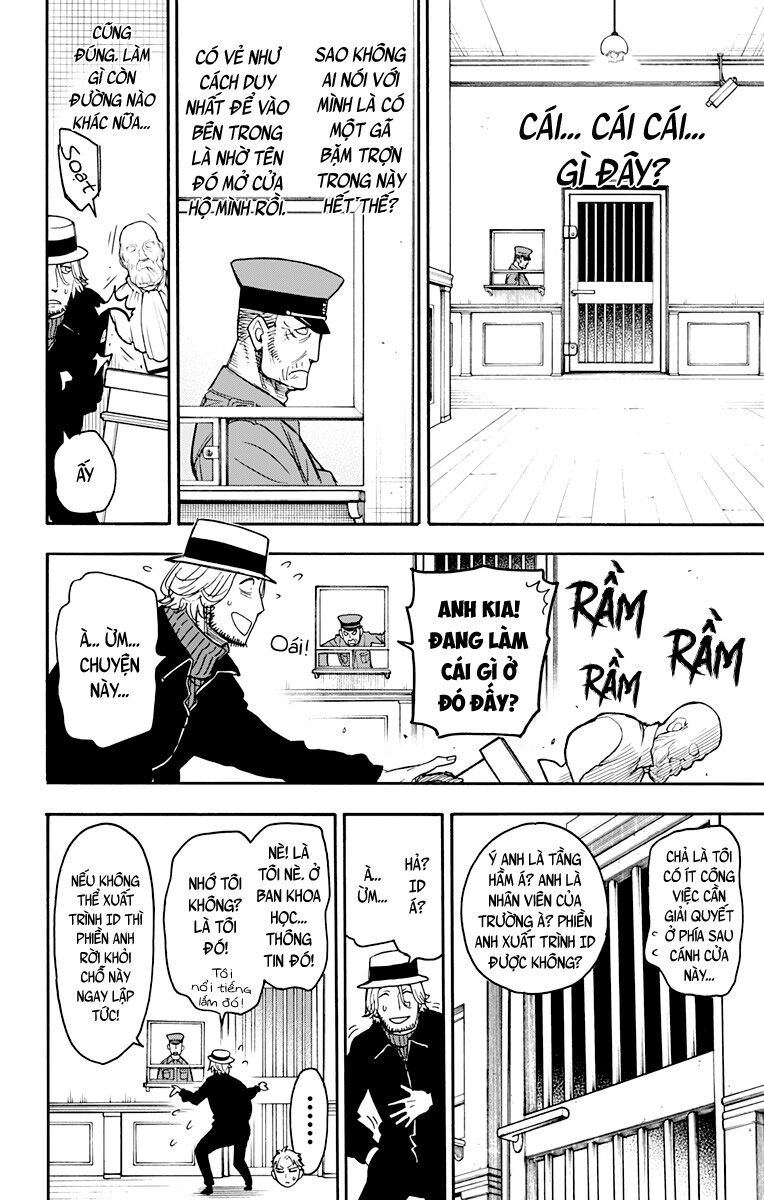 CÁI... CÁI CÁI...
GÌ ĐÂY?
SAO KHÔNG
AI NÓI VỚI
MÌNH LÀ CÓ
MỘT GÃ
BẶM TRỢN
TRONG NÀY
HẾT THẾ?
CÓ VẺ NHƯ
CÁCH DUY
NHẤT ĐỂ VÀO
BÊN TRONG
LÀ NHỜ TÊN
ĐÓ MỞ CỬA
HỘ MÌNH RỒI.
CŨNG
ĐÚNG. LÀM
GÌ CÒN
ĐƯỜNG NÀO
KHÁC NỮA...
Soạt
ẤY
RẦM
RẦM
RẦM
ANH KIA!
ĐANG LÀM
CÁI GÌ Ở
ĐÓ ĐẤY?
Oái!
À... ỪM...
CHUYỆN
NÀY...
CHẢ LÀ TÔI
CÓ ÍT CÔNG
VIỆC CẦN
GIẢI QUYẾT
Ở PHÍA SAU
CÁNH CỬA
NÀY...
Ý ANH LÀ TẦNG
HẦM Á? ANH LÀ
NHÂN VIÊN CỦA
TRƯỜNG À? PHIỀN
ANH XUẤT TRÌNH ID
ĐƯỢC KHÔNG?
HẢ?
ID
Á?
À...
ỪM...
NÈ! LÀ
TÔI NÈ. Ở
BAN KHOA
HỌC... THÔNG
TIN ĐÓ!
NHỚ TÔI
KHÔNG?
LÀ TÔI
ĐÓ!
Tôi
nổi tiếng
lắm đó!
NẾU KHÔNG
THỂ XUẤT
TRÌNH ID THÌ
PHIỀN ANH
RỜI KHỎI
CHỖ NÀY
NGAY LẬP
TỨC!
......